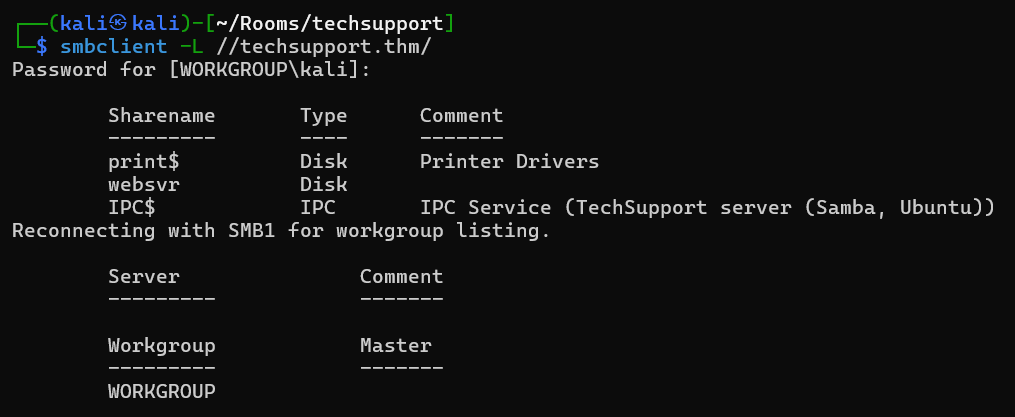 ┌──(kali㉿kali)-[~/Rooms/techsupport]
└─$ smbclient -L //techsupport.thm/
Password for [WORKGROUP\kali]:
Sharename Type Comment
--------- ---- -------
print$ Disk Printer Drivers
websvr Disk
IPC$ IPC IPC Service (TechSupport server (Samba, Ubuntu))
Reconnecting with SMB1 for workgroup listing.
Server Comment
--------- -------
Workgroup Master
--------- -------
WORKGROUP